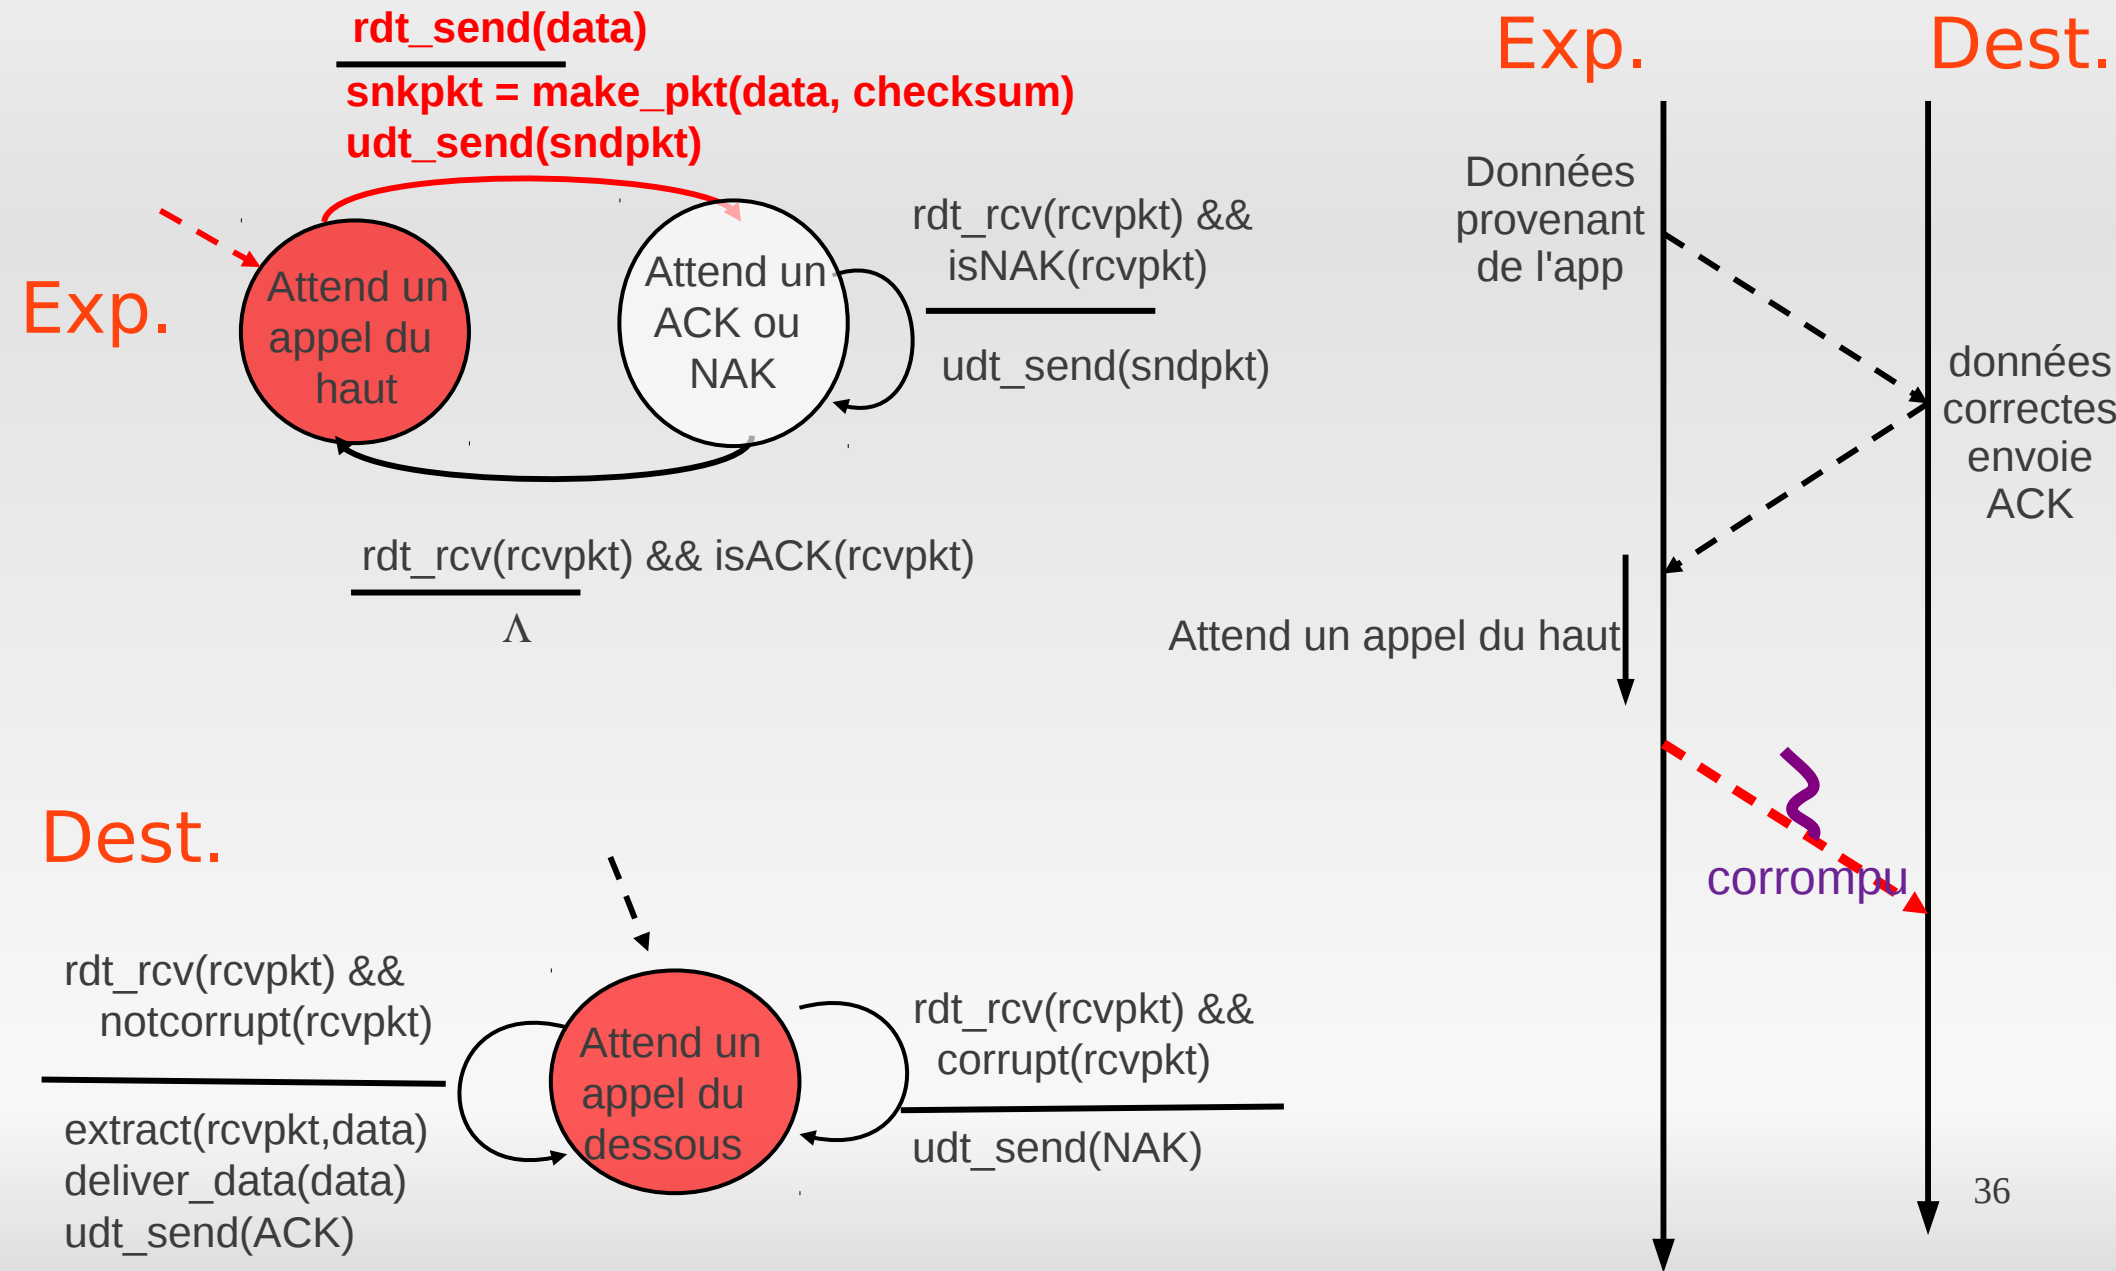 rdt_send(data)
snkpkt = make_pkt(data, checksum)
udt_send(sndpkt)
Exp.
Attend un
appel du
haut
Attend un
ACK ou
NAK
rdt_rcv(rcvpkt) &&
isNAK(rcvpkt)
udt_send(sndpkt)
rdt_rcv(rcvpkt) && isACK(rcvpkt)
Λ
Dest.
rdt_rcv(rcvpkt) &&
notcorrupt(rcvpkt)
extract(rcvpkt,data)
deliver_data(data)
udt_send(ACK)
Attend un
appel du
dessous
rdt_rcv(rcvpkt) &&
corrupt(rcvpkt)
udt_send(NAK)
Exp.
Dest.
Données
provenant
de l'app
données
correctes
envoie
ACK
Attend un appel du haut
corrompu
36